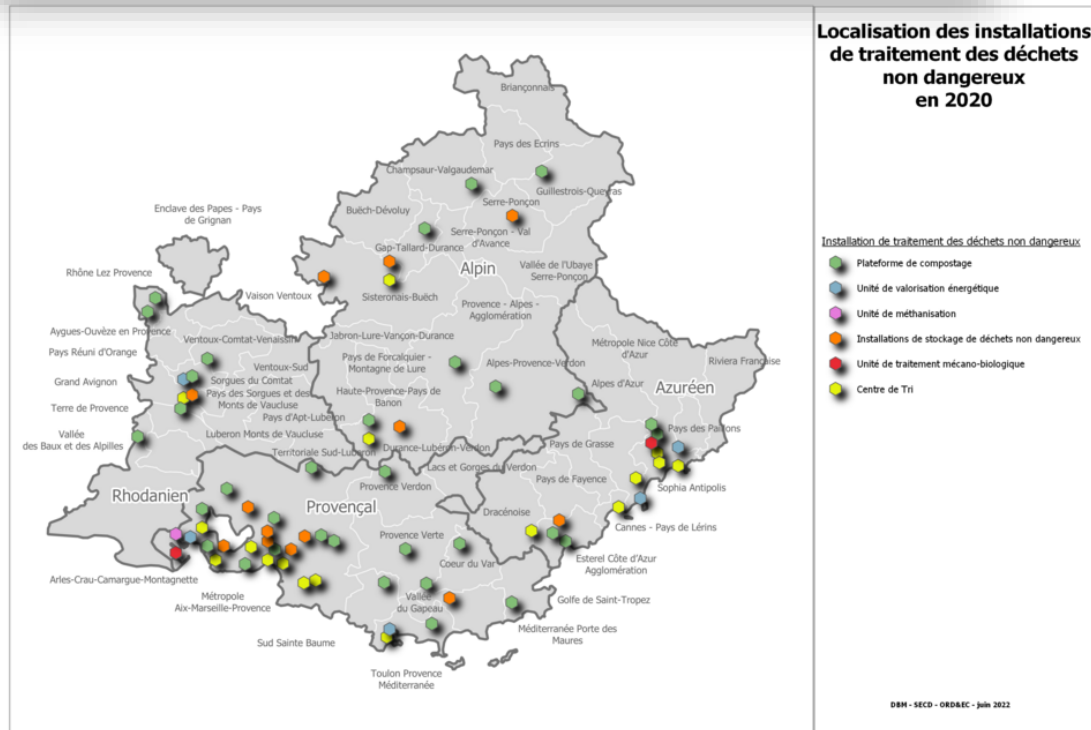 Localisation des installations
de traitement des déchets
non dangereux
en 2020
Briançonnais
Pays des Ecrins
Champsaur-Valgaudemar
Guillestrois-Queyras
Serre-Ponçon
Buëch-Dévoluy
Enclave des Papes - Pays
de Grignan
Serre-Ponçon - Val
d'Avance
Gap-Tallard-Durance
Alpin
Vallée de l'Ubaye
Serre-Ponçon
Rhône Lez Provence
Vaison Ventoux
Sisteronais-Buëch
Provence - Alpes -
Agglomération
Aygues-Ouvèze en Provence
Ventoux-Comtat-Venaissin
Jabron-Lure-Vançon-Durance
Métropole Nice Côte
d'Azur
Pays Réuni d'Orange
Pays de Forcalquier -
Montagne de Lure
Alpes-Provence-Verdon
Riviera Française
Ventoux-Sud
Grand Avignon
Sorgues du Comtat
Alpes d'Azur
Azuréen
Pays des Sorgues et des
Monts de Vaucluse
Haute-Provence-Pays de
Banon
Terre de Provence
Pays d'Apt-Luberon
Pays des Paillons
Vallée
des Baux et des Alpilles
Luberon Monts de Vaucluse
Durance-Lubéron-Verdon
Pays de Grasse
Territoriale Sud-Luberon
Lacs et Gorges du Verdon
Provence Verdon
Pays de Fayence
Sophia Antipolis
Rhodanien
Provençal
Dracénoise
Cannes - Pays de Lérins
Provence Verte
Coeur du Var
Esterel Côte d'Azur
Agglomération
Arles-Crau-Camargue-Montagnette
Métropole
Aix-Marseille-Provence
Vallée
du Gapeau
Golfe de Saint-Tropez
Méditerranée Porte des
Maures
Sud Sainte Baume
Toulon Provence
Méditerranée
Installation de traitement des déchets non dangereux
Plateforme de compostage
Unité de valorisation énergétique
Unité de méthanisation
Installations de stockage de déchets non dangereux
Unité de traitement mécano-biologique
Centre de Tri
DBM - SECD - ORD&EC - juin 2022